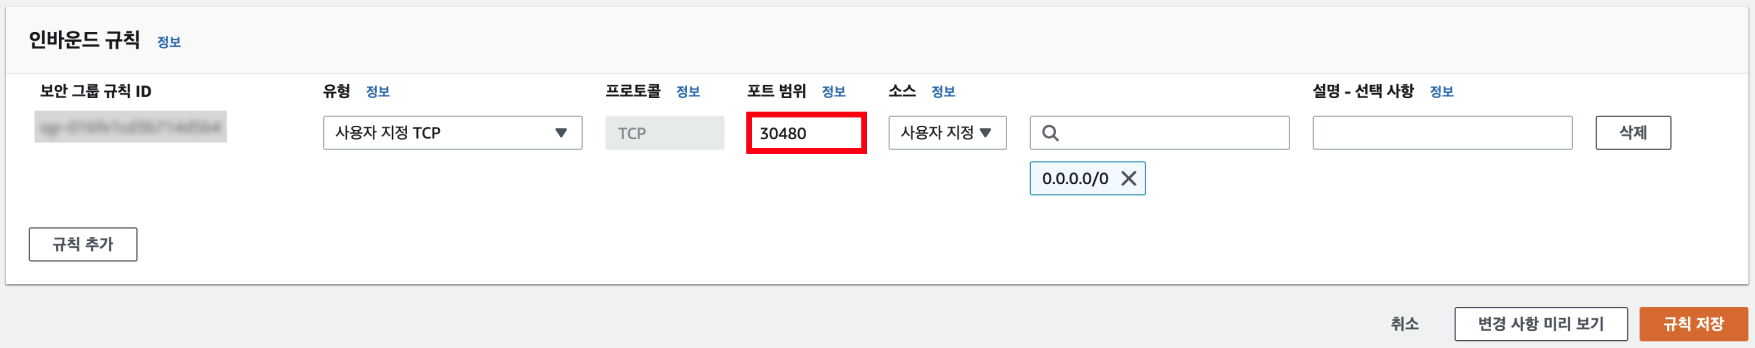 인바운드 규칙 정보
보안 그룹 규칙 ID 유형 정보 프로토콜 정보 포트 범위 정보 소스 정보 설명 - 선택 사항 정보
사용자 지정 TCP TCP 30480 사용자 지정 삭제
0.0.0.0/0
규칙 추가
취소 변경 사항 미리 보기 규칙 저장